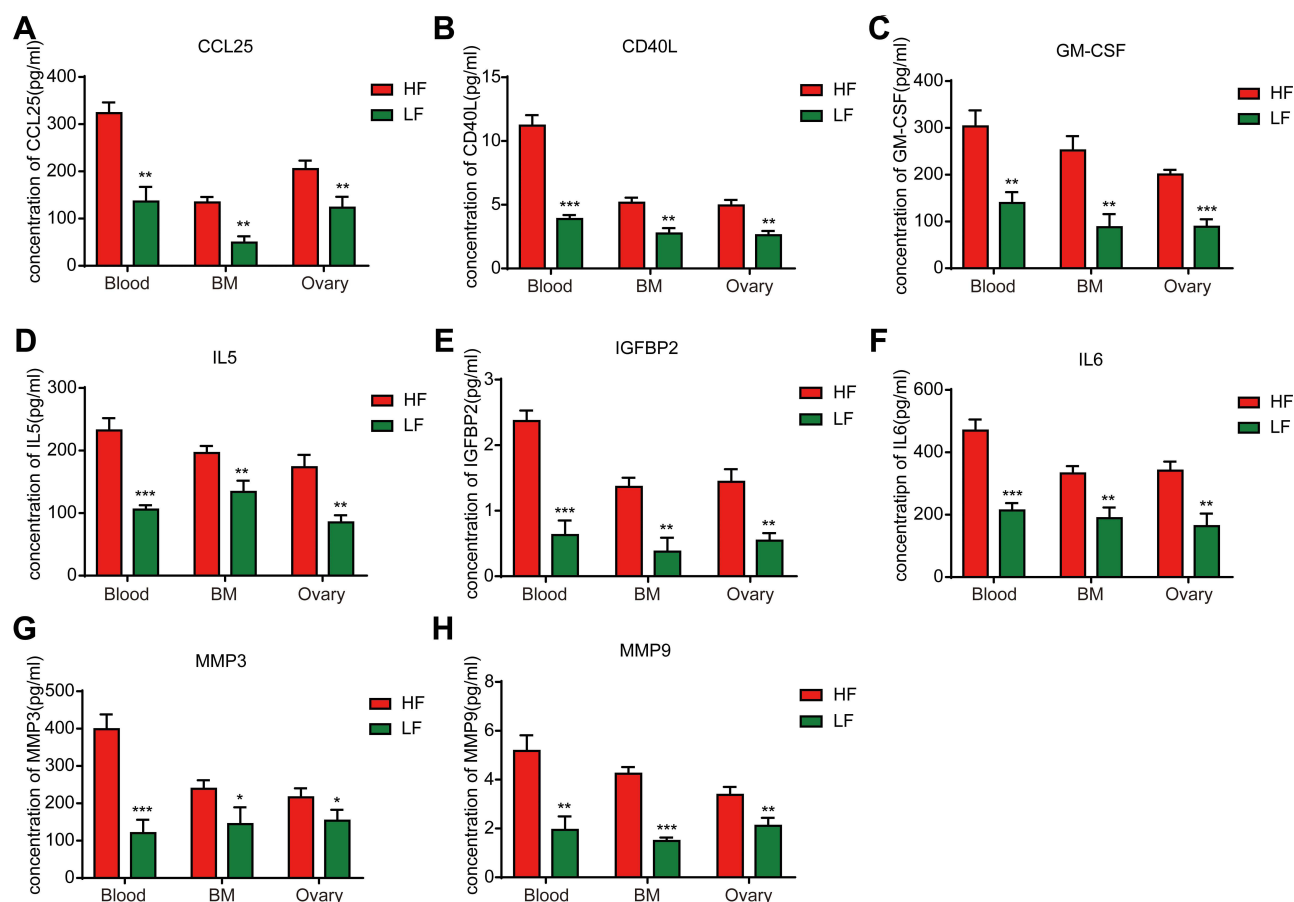 A
CCL25
concentration of CCL25(pg/ml)
400
300
200
100
0
**
**
**
Blood
BM
Ovary
HF
LF
B
CD40L
concentration of CD40L(pg/ml)
15
10
5
0
***
**
**
Blood
BM
Ovary
HF
LF
C
GM-CSF
concentration of GM-CSF(pg/ml)
400
300
200
100
0
**
**
***
Blood
BM
Ovary
HF
LF
D
IL5
concentration of IL5(pg/ml)
300
200
100
0
***
**
**
Blood
BM
Ovary
HF
LF
E
IGFBP2
concentration of IGFBP2(pg/ml)
3
2
1
0
***
**
**
Blood
BM
Ovary
HF
LF
F
IL6
concentratipn of IL6(pg/ml)
600
400
200
0
***
**
**
Blood
BM
Ovary
HF
LF
G
MMP3
concentration of MMP3(pg/ml)
500
400
300
200
100
0
***
*
*
Blood
BM
Ovary
HF
LF
H
MMP9
concentration of MMP9(pg/ml)
8
6
4
2
0
**
***
**
Blood
BM
Ovary
HF
LF